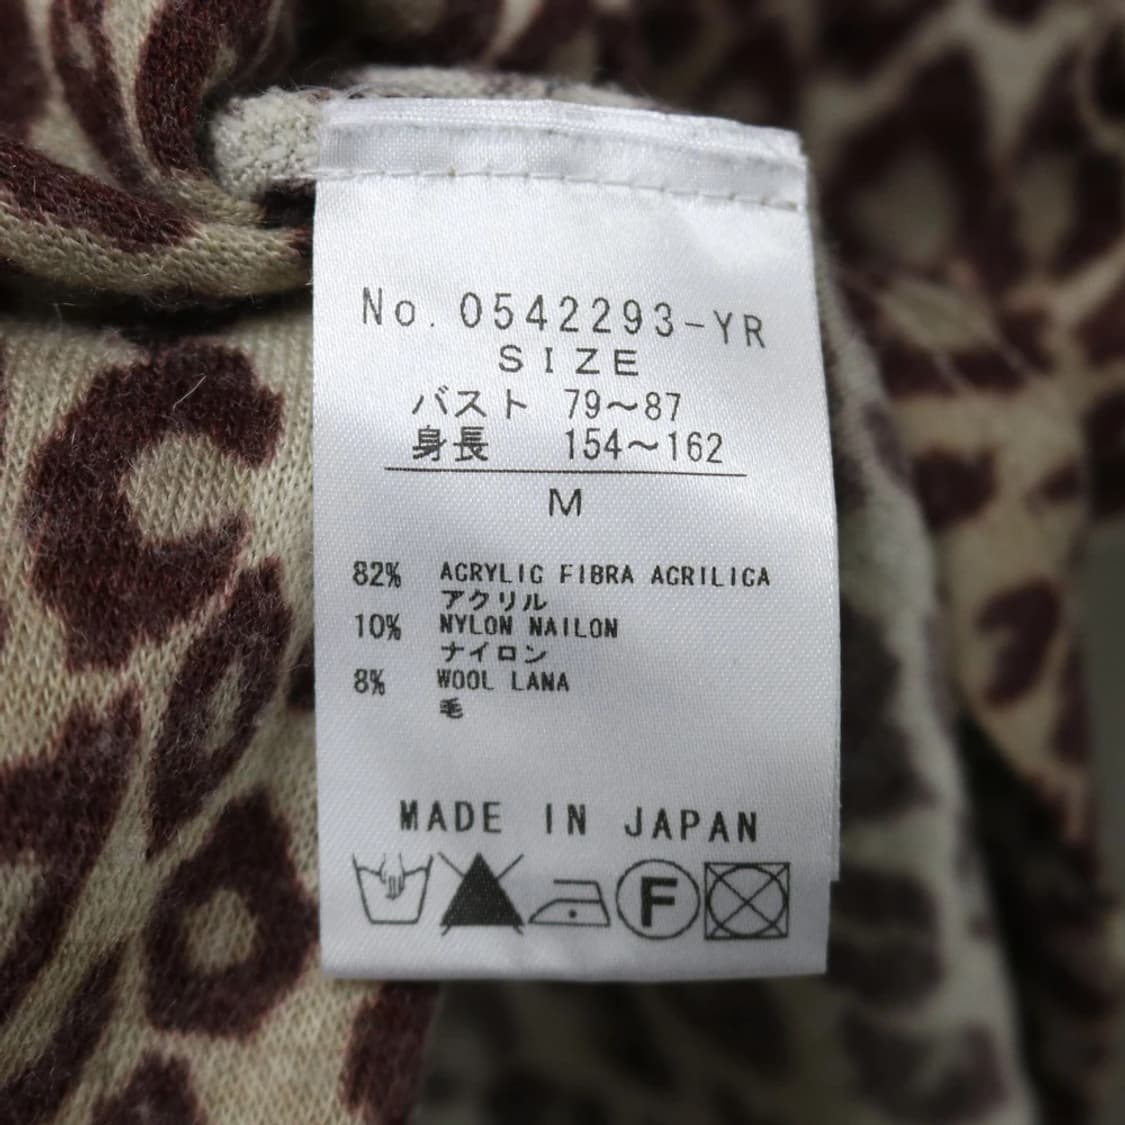 No. 0542293-YR
SIZE
バスト 79～87
身長 154～162
M
82% ACRYLIC FIBRA ACRILICA
アクリル
10% NYLON NAILON
ナイロン
8% WOOL LANA
毛
MADE IN JAPAN
F